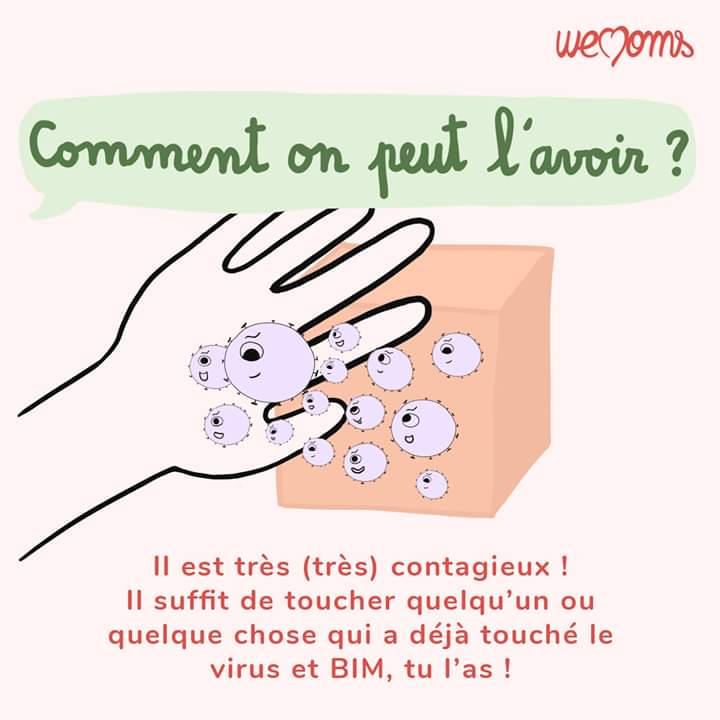 wemoms
Comment on peut l'avoir ?
Il est très (très) contagieux !
Il suffit de toucher quelqu'un ou
quelque chose qui a déjà touché le
virus et BIM, tu l'as !